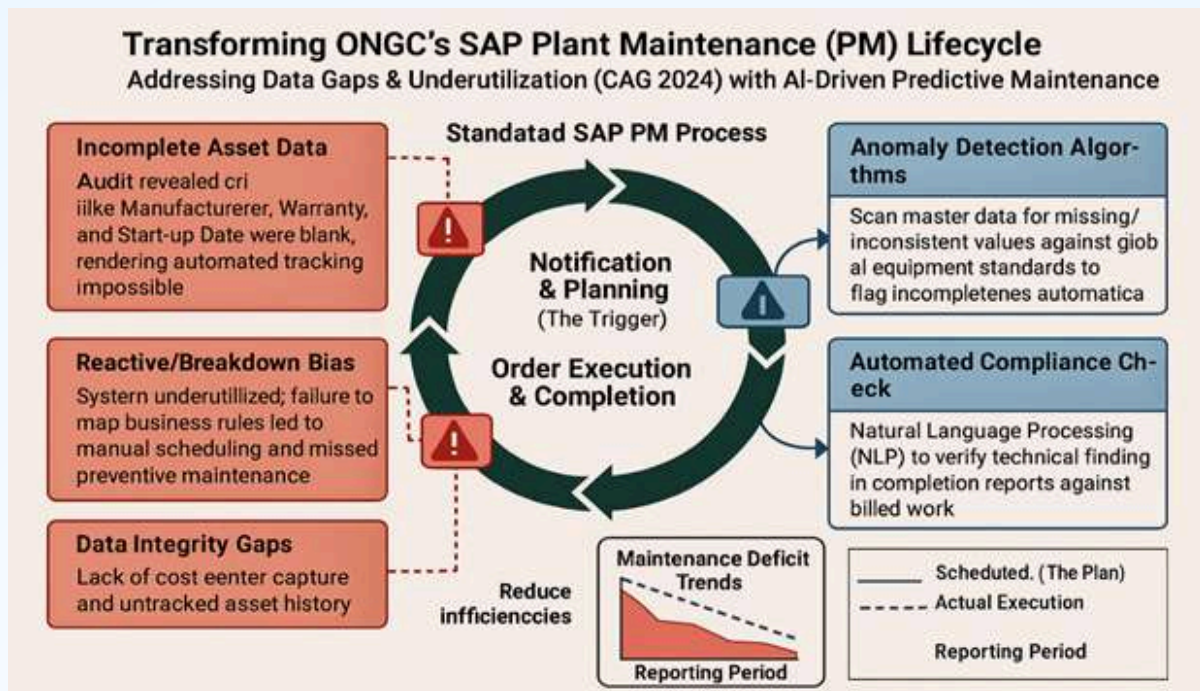 Transforming ONGC's SAP Plant Maintenance (PM) Lifecycle
Addressing Data Gaps & Underutilization (CAG 2024) with AI-Driven Predictive Maintenance
Incomplete Asset Data
Audit revealed cri
iilke Manufacturerer, Warranty,
and Start-up Date were blank,
rendering automated tracking
impossible
Reactive/Breakdown Bias
Systern underutillized; failure to
map business rules led to
manual scheduling and missed
preventive maintenance
Data Integrity Gaps
Lack of cost eenter capture
and untracked asset history
Standatad SAP PM Process
Notification
& Planning
(The Trigger)
Order Execution
& Completion
Anomaly Detection Algor-
thms
Scan master data for missing/
inconsistent values against giob
al equipment standards to
flag incompletenes automatica
Automated Compliance Ch-
eck
Natural Language Processing
(NLP) to verify technical finding
in completion reports against
billed work
Reduce
infficienccies
Maintenance Deficit
Trends
Reporting Period
Scheduted. (The Plan)
Actual Execution
Reporting Period